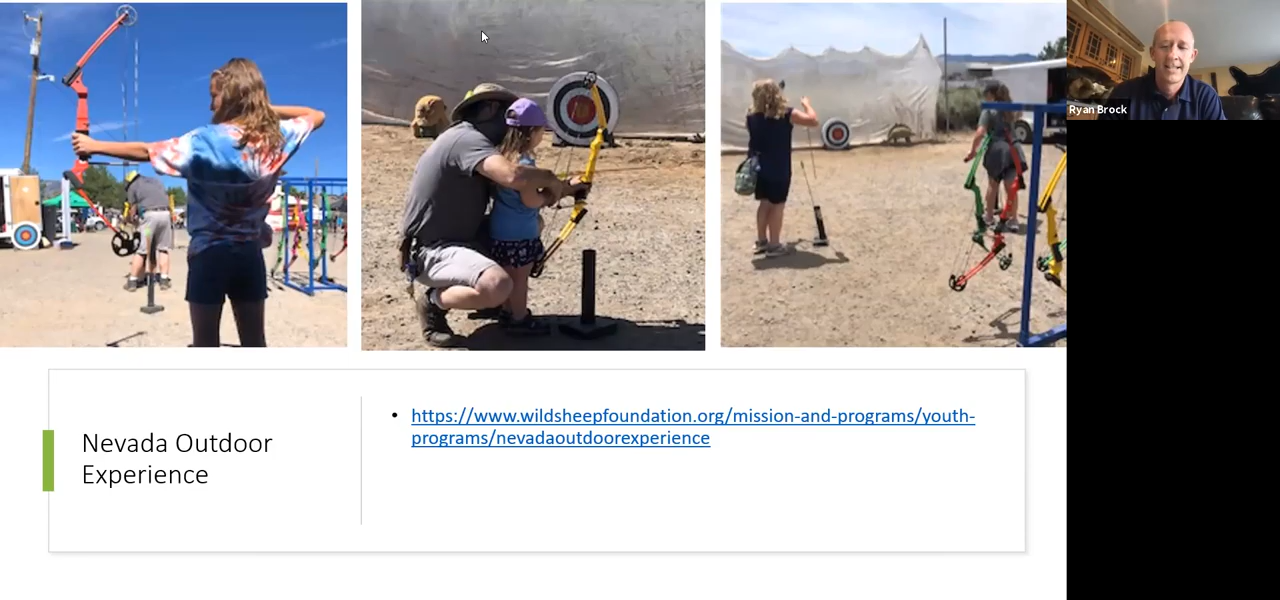 Ryan Brock
Nevada Outdoor
Experience
• https://www.wildsheepfoundation.org/mission-and-programs/youth-
programs/nevadaoutdoorexperience